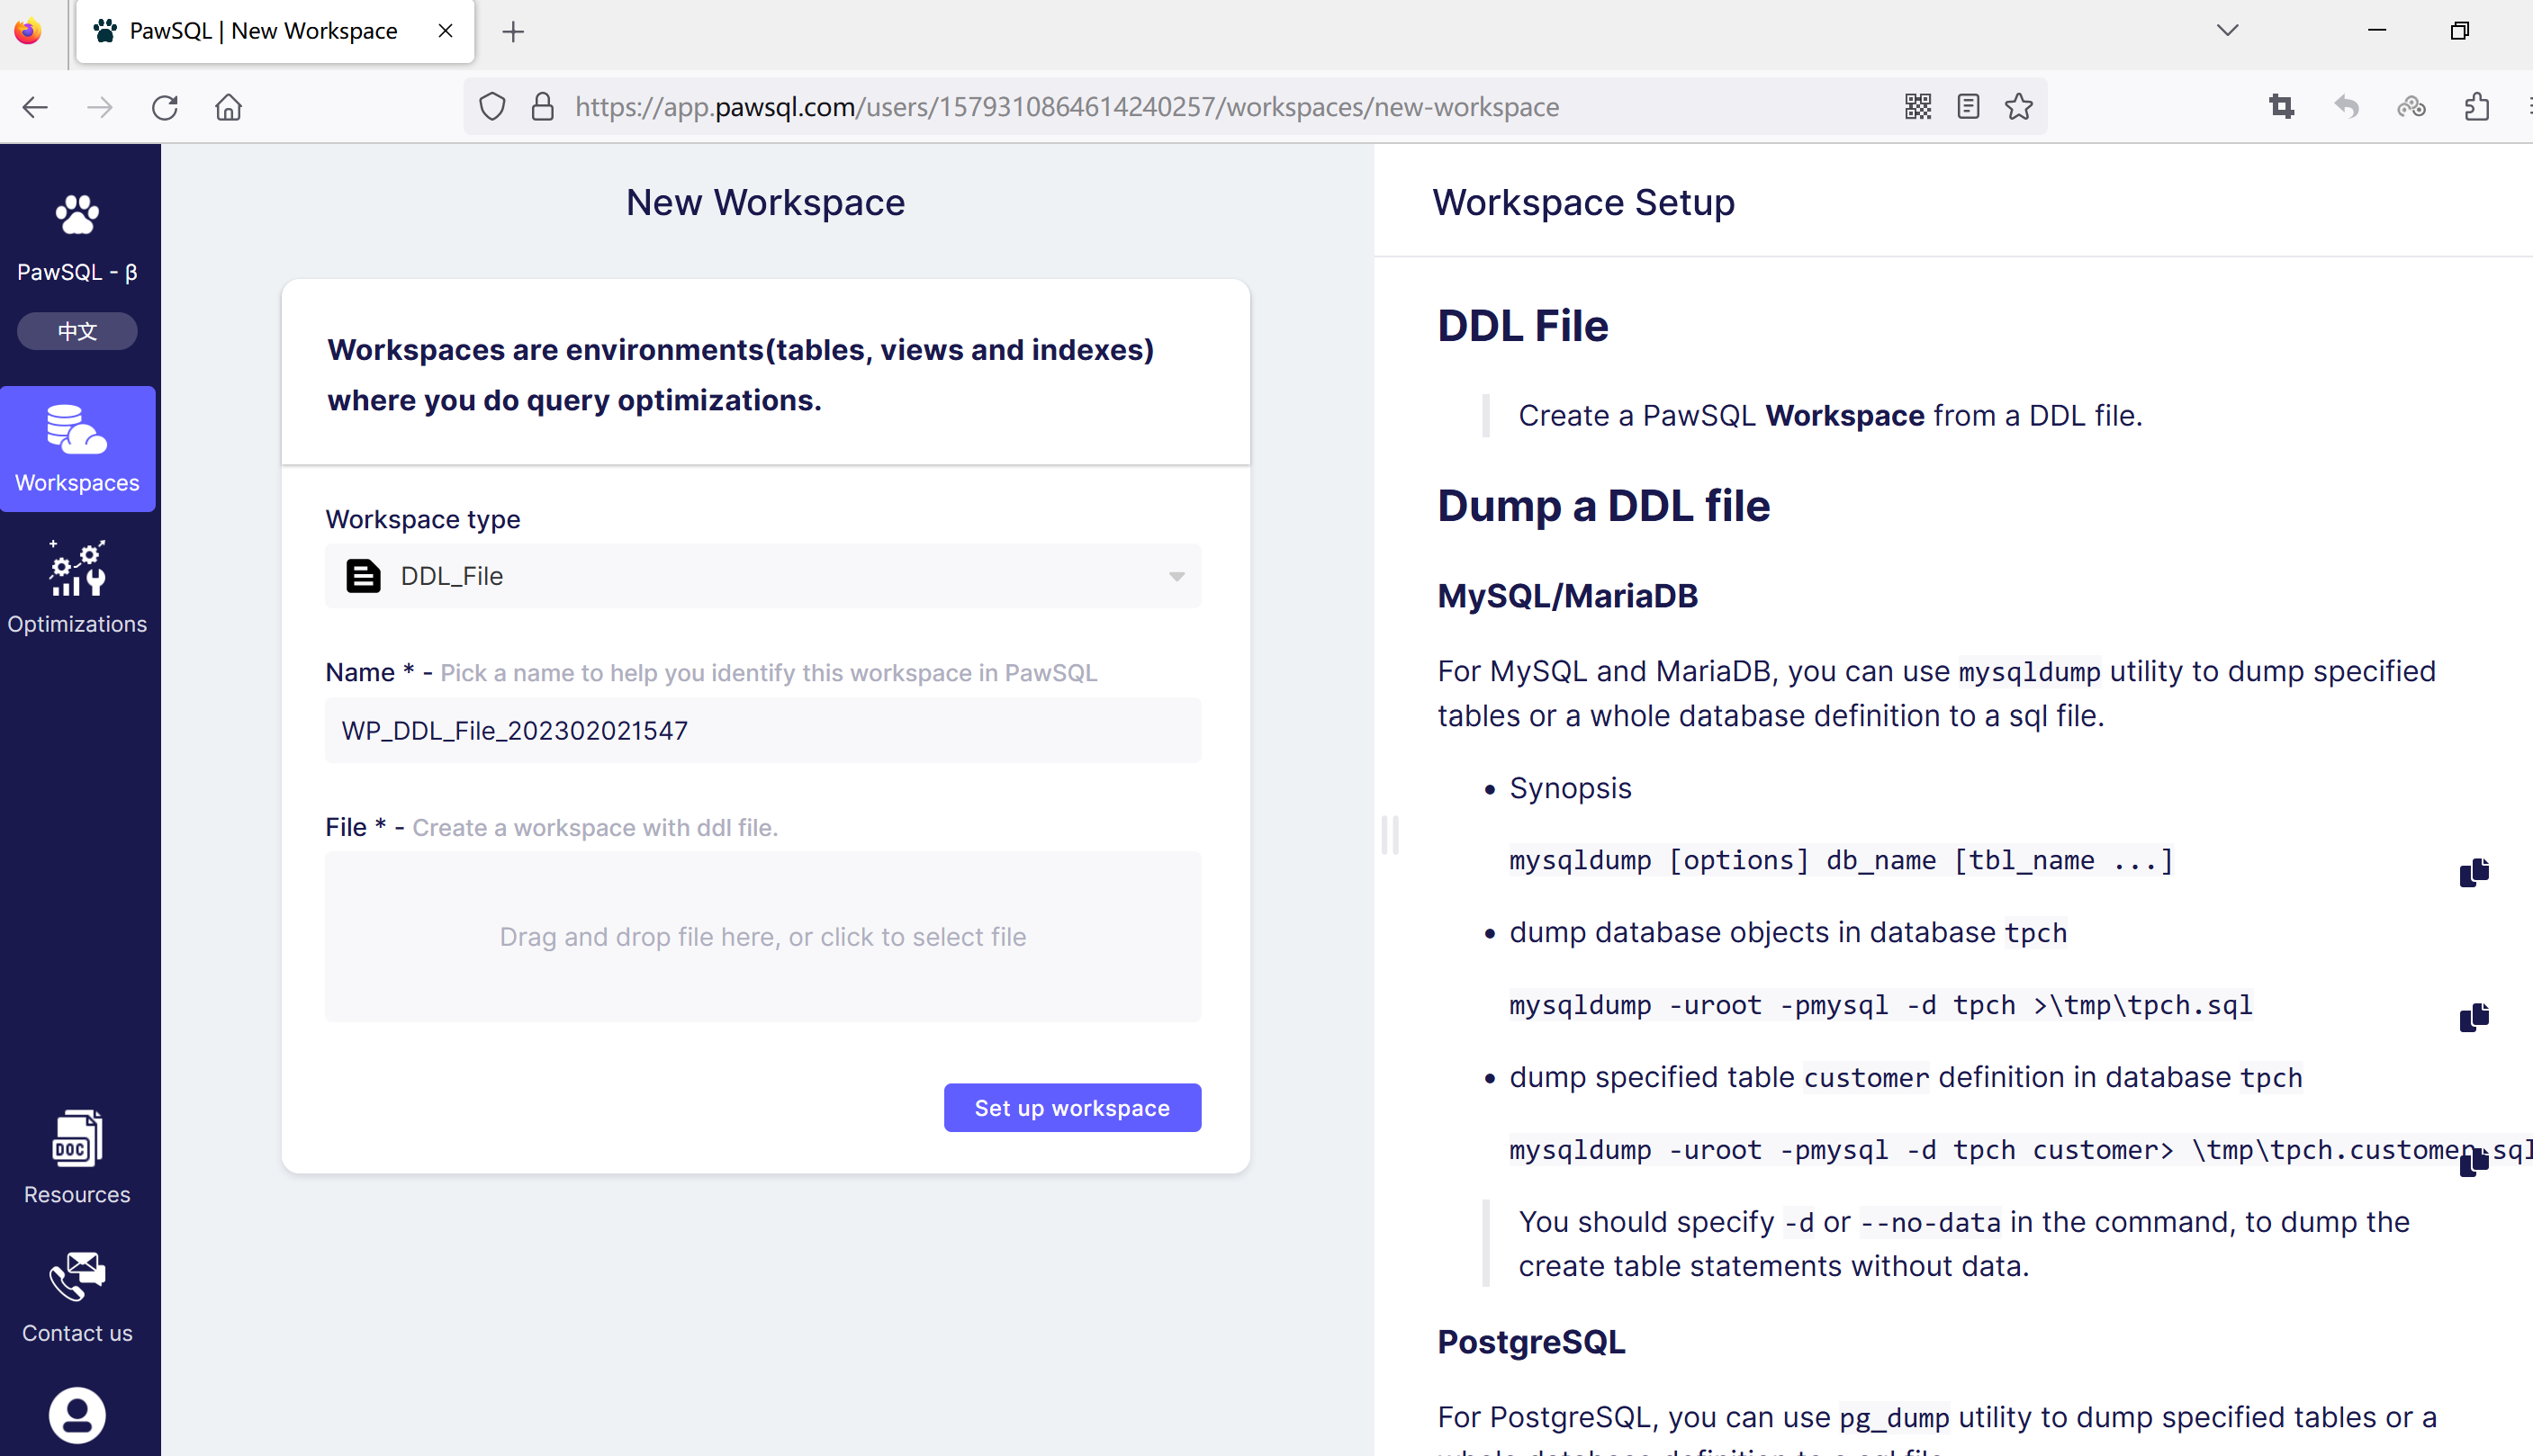 PawSQL | New Workspace
https://app.pawsql.com/users/1579310864614240257/workspaces/new-workspace
PawSQL - β
中文
Workspaces
Optimizations
DOC
Resources
Contact us
New Workspace
Workspaces are environments(tables, views and indexes)
where you do query optimizations.
Workspace type
DDL_File
Name * - Pick a name to help you identify this workspace in PawSQL
WP_DDL_File_202302021547
File * - Create a workspace with ddl file.
Drag and drop file here, or click to select file
Set up workspace
Workspace Setup
DDL File
Create a PawSQL Workspace from a DDL file.
Dump a DDL file
MySQL/MariaDB
For MySQL and MariaDB, you can use mysqldump utility to dump specified
tables or a whole database definition to a sql file.
• Synopsis
mysqldump [options] db_name [tbl_name ...]
• dump database objects in database tpch
mysqldump -uroot -pmysql -d tpch >\tmp\tpch.sql
• dump specified table customer definition in database tpch
mysqldump -uroot -pmysql -d tpch customer> \tmp\tpch.customer.sql
You should specify -d or --no-data in the command, to dump the
create table statements without data.
PostgreSQL
For PostgreSQL, you can use pg_dump utility to dump specified tables or a